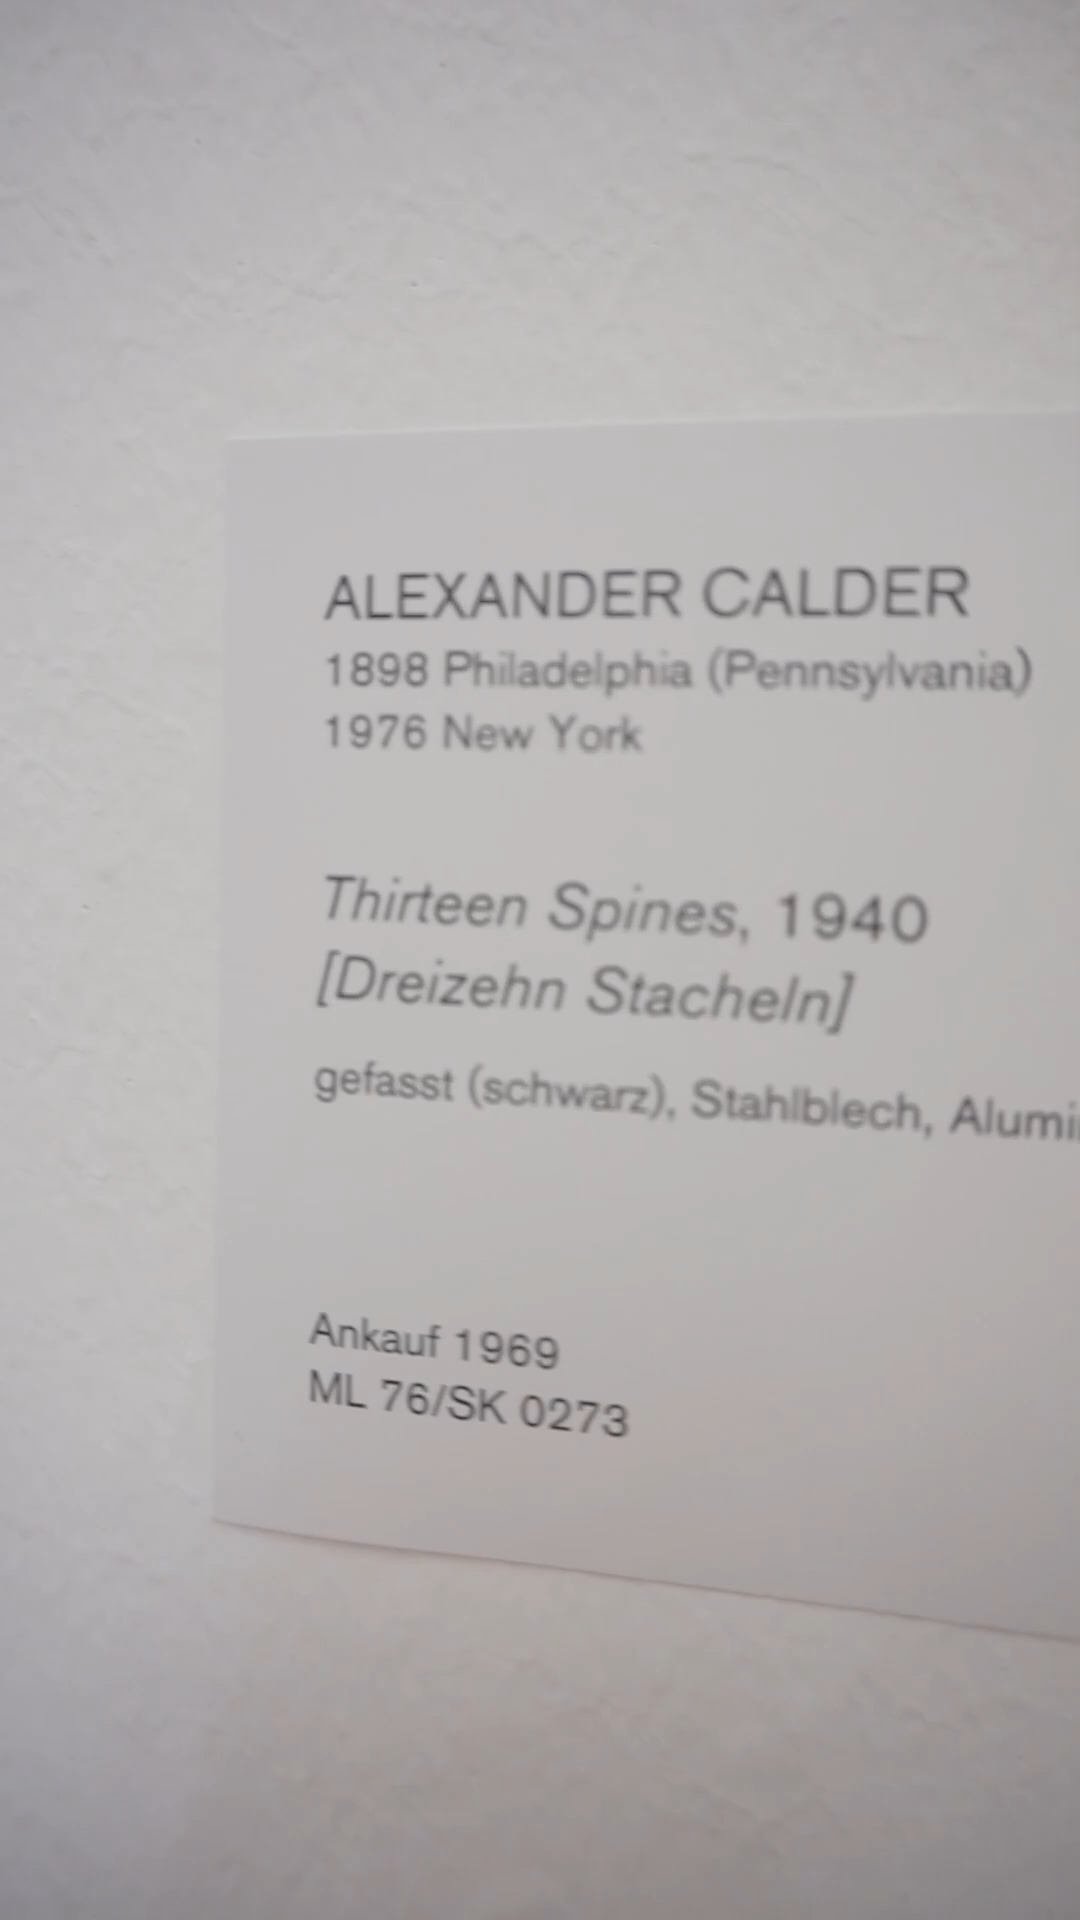 ALEXANDER CALDER
1898 Philadelphia (Pennsylvania)
1976 New York
Thirteen Spines, 1940
[Dreizehn Stacheln]
gefasst (schwarz), Stahlblech,
Ankauf 1969
ML 76/SK 0273